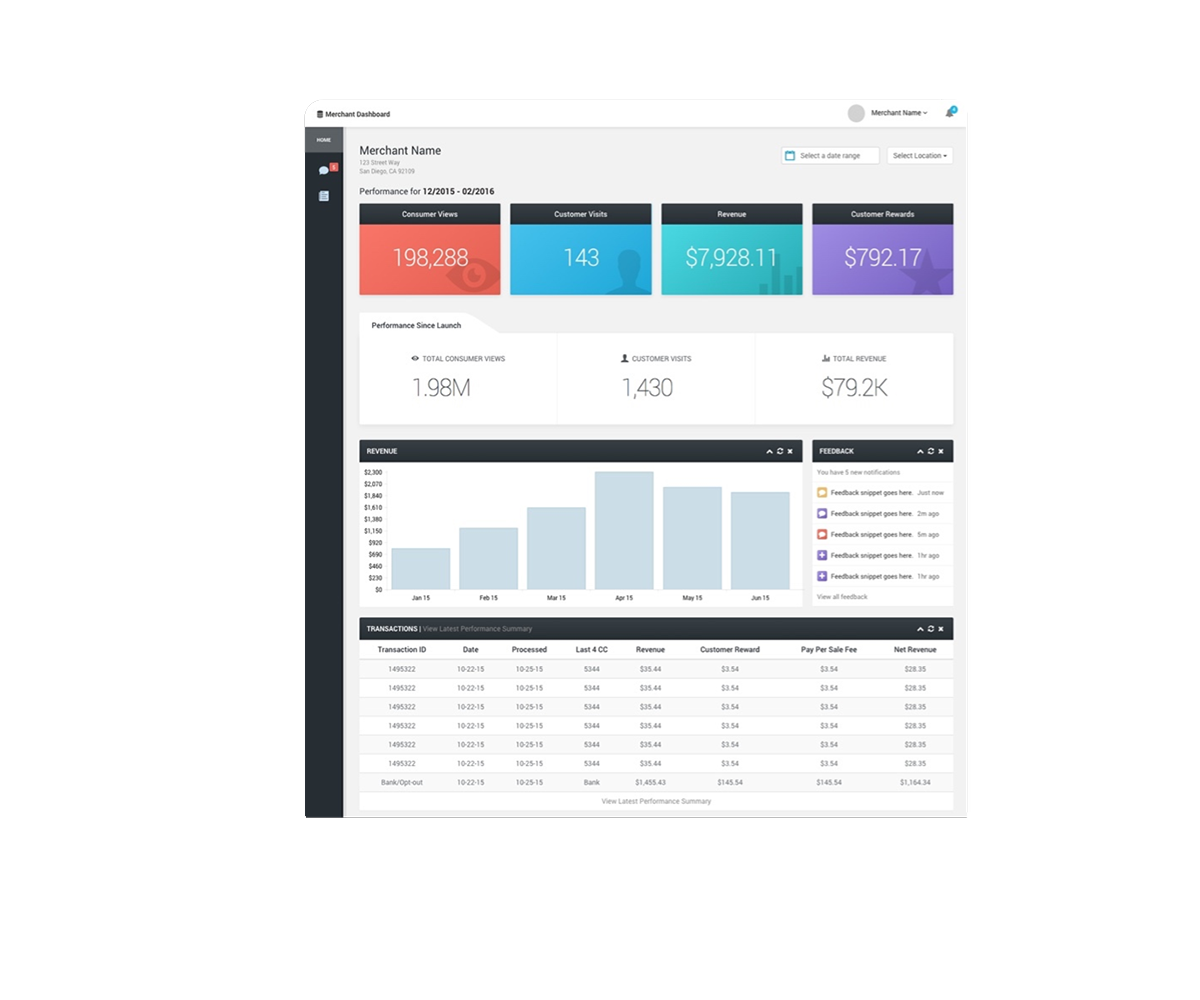 Merchant Dashboard
Merchant Name
HOME
Merchant Name
123 Street Way
San Diego, CA 92109
Select a date range
Select Location
Performance for 12/2015 - 02/2016
Consumer Views
Customer Visits
Revenue
Customer Rewards
198,288
143
$7,928.11
$792.17
Performance Since Launch
TOTAL CONSUMER VIEWS
CUSTOMER VISITS
TOTAL REVENUE
1.98M
1,430
$79.2K
REVENUE
$2,300
$2,070
$1,840
$1,610
$1,380
$1,150
$920
$690
$460
$230
$0
Jan 15 Feb 15 Mar 15 Apr 15 May 15 Jun 15
FEEDBACK
You have 5 new notifications
Feedback snippet goes here. Just now
Feedback snippet goes here. 2m ago
Feedback snippet goes here. 5m ago
Feedback snippet goes here. 1hr ago
Feedback snippet goes here. 1hr ago
View all feedback
TRANSACTIONS | View Latest Performance Summary
Transaction ID Date Processed Last 4 CC Revenue Customer Reward Pay Per Sale Fee Net Revenue
1495322 10-22-15 10-25-15 5344 $35.44 $3.54 $3.54 $28.35
1495322 10-22-15 10-25-15 5344 $35.44 $3.54 $3.54 $28.35
1495322 10-22-15 10-25-15 5344 $35.44 $3.54 $3.54 $28.35
1495322 10-22-15 10-25-15 5344 $35.44 $3.54 $3.54 $28.35
1495322 10-22-15 10-25-15 5344 $35.44 $3.54 $3.54 $28.35
1495322 10-22-15 10-25-15 5344 $35.44 $3.54 $3.54 $28.35
Bank/Opt-out 10-22-15 10-25-15 Bank $1,455.43 $145.54 $145.54 $1,164.34
View Latest Performance Summary